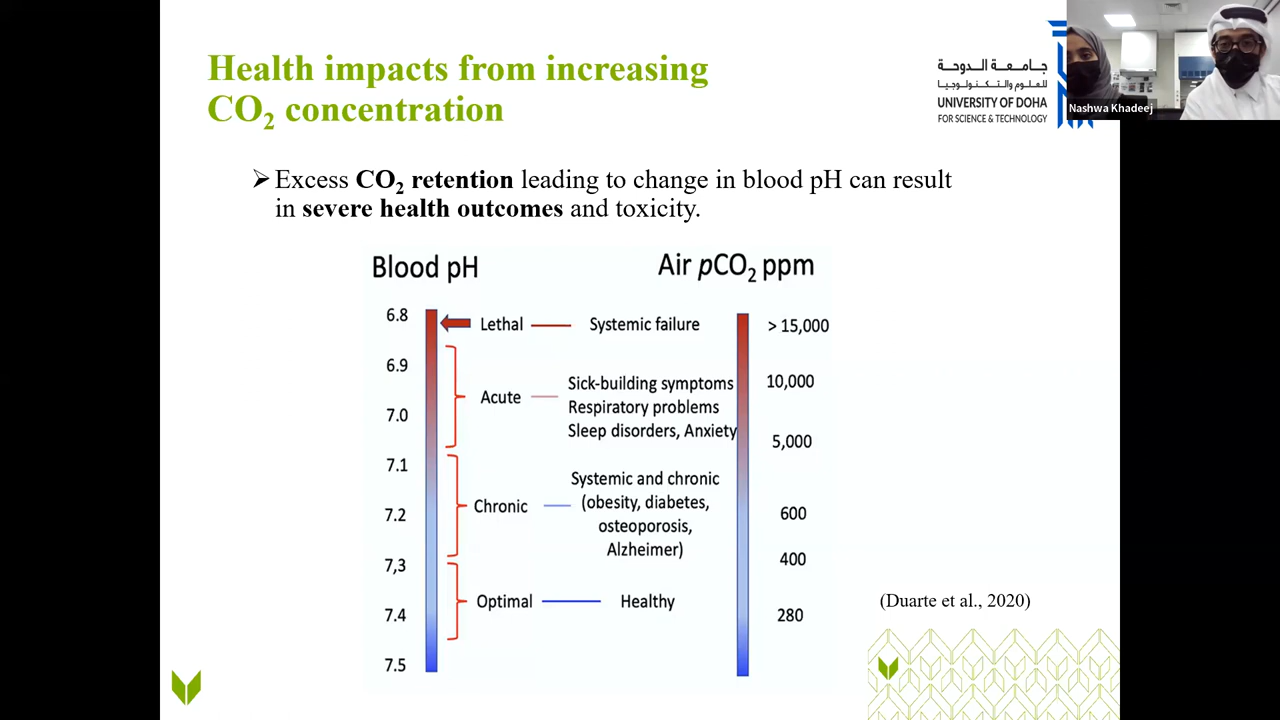 Health impacts from increasing
CO₂ concentration
جامعة الدوحة
للعلوم والتكنولوجيا
UNIVERSITY OF DOHA
FOR SCIENCE & TECHNOLOGY
Nashwa Khadeej
➢ Excess CO₂ retention leading to change in blood pH can result
in severe health outcomes and toxicity.
Blood pH
Air pCO₂ ppm
6.8
Lethal
Systemic failure
> 15,000
6.9
7.0
Acute
Sick-building symptoms
Respiratory problems
Sleep disorders, Anxiety
10,000
5,000
7.1
7.2
Chronic
Systemic and chronic
(obesity, diabetes,
osteoporosis,
Alzheimer)
600
400
7,3
7.4
Optimal
Healthy
280
7.5
(Duarte et al., 2020)